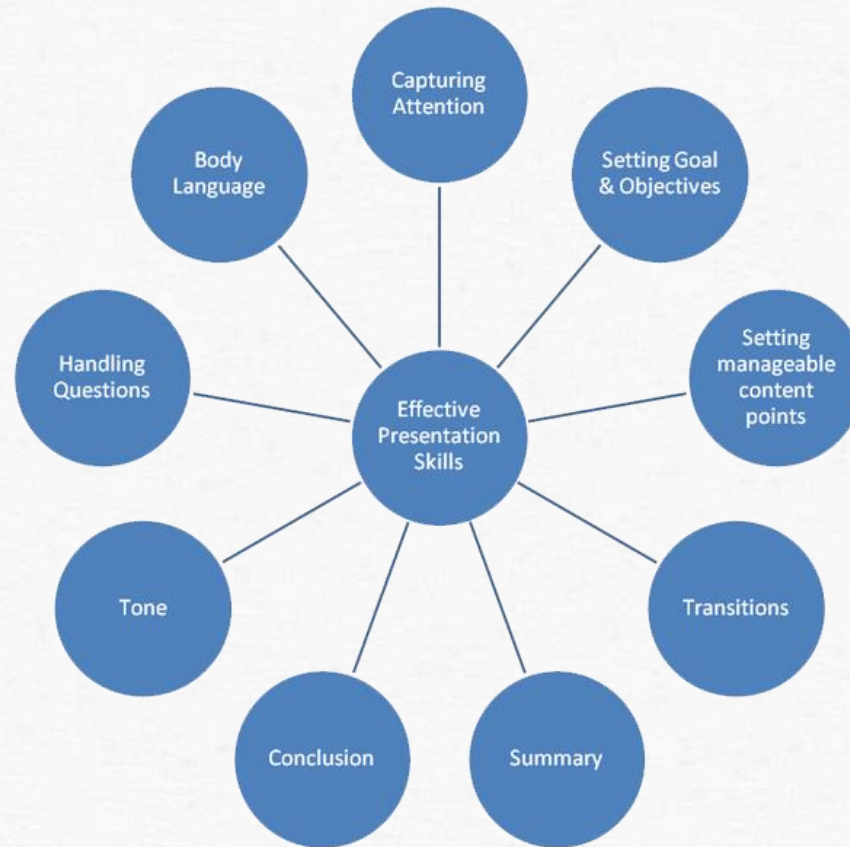 Capturing
Attention
Setting Goal
& Objectives
Setting
manageable
content
points
Transitions
Summary
Conclusion
Tone
Handling
Questions
Body
Language
Effective
Presentation
Skills